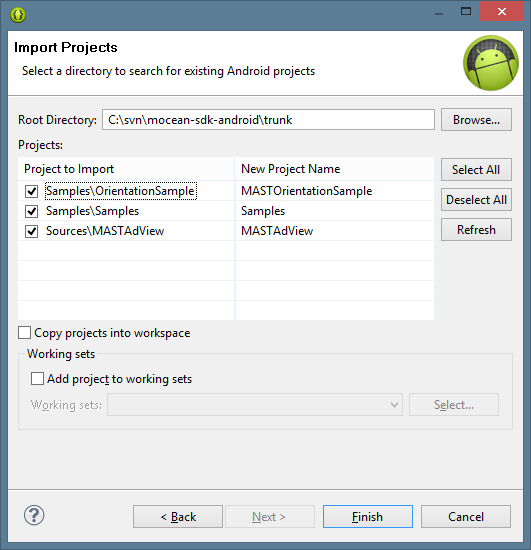 Import Projects
Select a directory to search for existing Android projects
Root Directory: C:\svn\mocean-sdk-android\trunk Browse...
Projects:
Project to Import New Project Name Select All
Samples\OrientationSample MASTOrientationSample
Samples\Samples Samples Deselect All
Sources\MASTAdView MASTAdView Refresh
Copy projects into workspace
Working sets
Add project to working sets
Working sets: Select...
? < Back Next > Finish Cancel